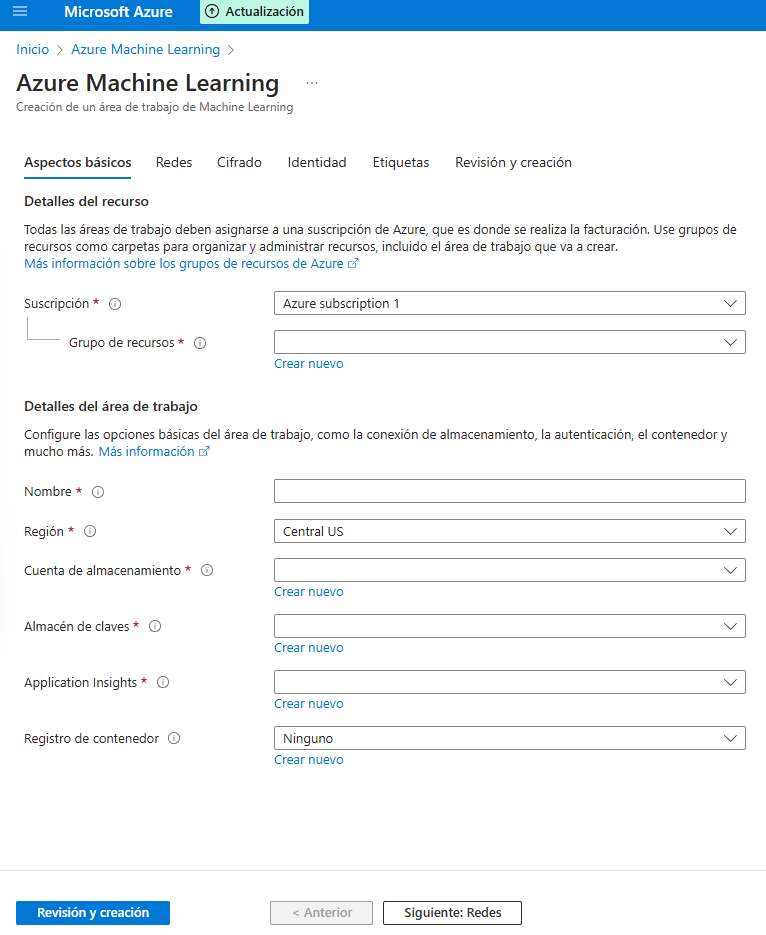 Microsoft Azure
Actualización
Inicio > Azure Machine Learning >
Azure Machine Learning ...
Creación de un área de trabajo de Machine Learning
Aspectos básicos Redes Cifrado Identidad Etiquetas Revisión y creación
Detalles del recurso
Todas las áreas de trabajo deben asignarse a una suscripción de Azure, que es donde se realiza la facturación. Use grupos de
recursos como carpetas para organizar y administrar recursos, incluido el área de trabajo que va a crear.
Más información sobre los grupos de recursos de Azure
Suscripción *
Azure subscription 1
Grupo de recursos *
Crear nuevo
Detalles del área de trabajo
Configure las opciones básicas del área de trabajo, como la conexión de almacenamiento, la autenticación, el contenedor y
mucho más. Más información
Nombre *
Región *
Central US
Cuenta de almacenamiento *
Crear nuevo
Almacén de claves *
Crear nuevo
Application Insights *
Crear nuevo
Registro de contenedor
Ninguno
Crear nuevo
Revisión y creación
< Anterior
Siguiente: Redes